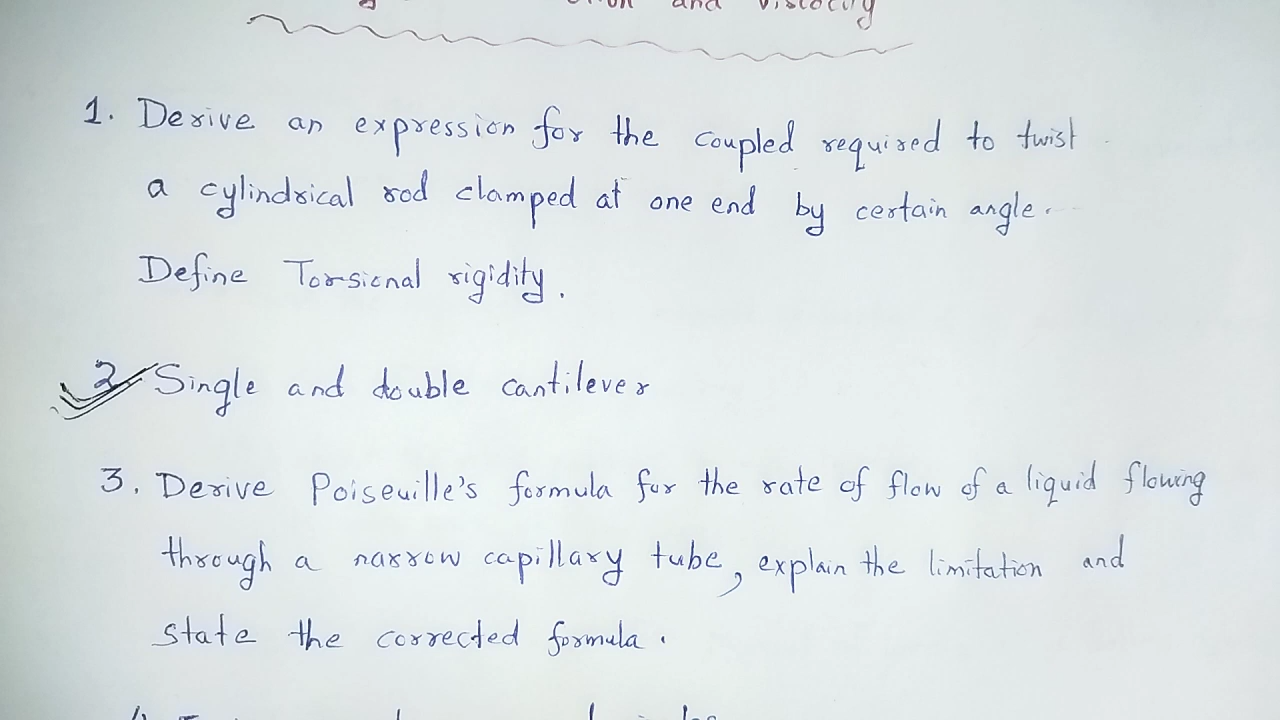 and Viscocity
1. Derive an expression for the coupled required to twist
a cylindrical rod clamped at one end by certain angle.
Define Torsional rigidity.
2 Single and double cantilever
3. Derive Poiseuille's formula for the rate of flow of a liquid flowing
through a narrow capillary tube, explain the limitation and
state the corrected formula.